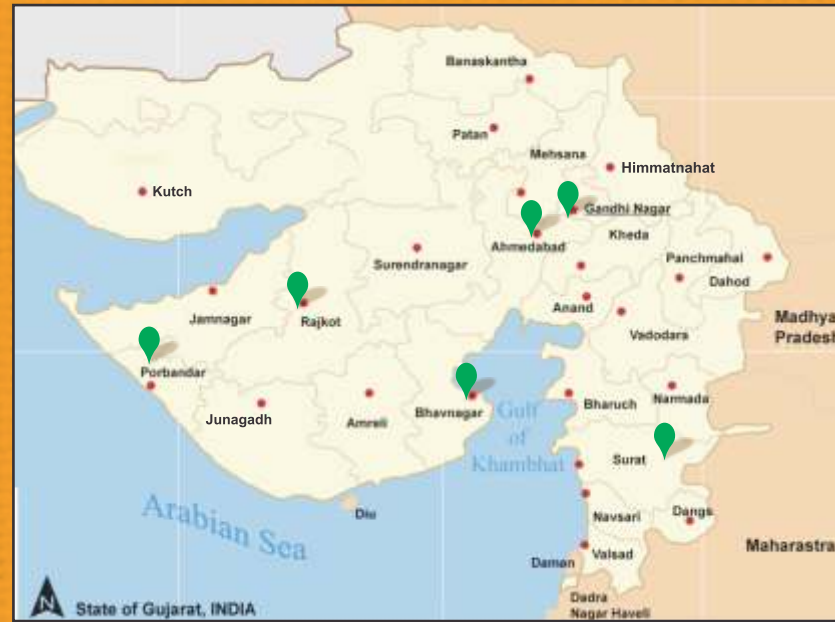 Banaskantha
Patan
Mehsana
Himmatnahat
Kutch
Gandhi Nagar
Ahmedabad
Kheda
Surendranagar
Panchmahal
Dahod
Anand
Jamnagar
Rajkot
Vadodara
Madhya
Pradesh
Porbandar
Junagadh
Amreli
Bhavnagar
Gulf
of
Khambhat
Bharuch
Narmada
Surat
Arabian Sea
Diu
Navsari
Dangs
Daman
Valsad
Maharastra
Dadra
Nagar Haveli
N
State of Gujarat, INDIA